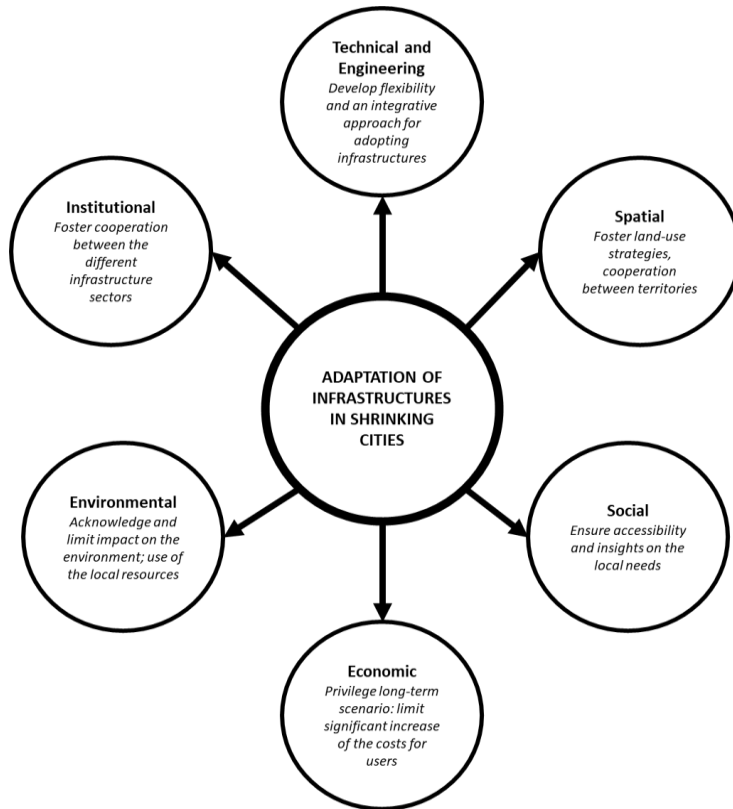 Technical and
Engineering
Develop flexibility
and an integrative
approach for
adopting
infrastructures
Institutional
Foster cooperation
between the
different
infrastructure
sectors
Spatial
Foster land-use
strategies,
cooperation
between territories
ADAPTATION OF
INFRASTRUCTURES
IN SHRINKING
CITIES
Environmental
Acknowledge and
limit impact on the
environment; use of
the local resources
Social
Ensure accessibility
and insights on the
local needs
Economic
Privilege long-term
scenario: limit
significant increase
of the costs for
users